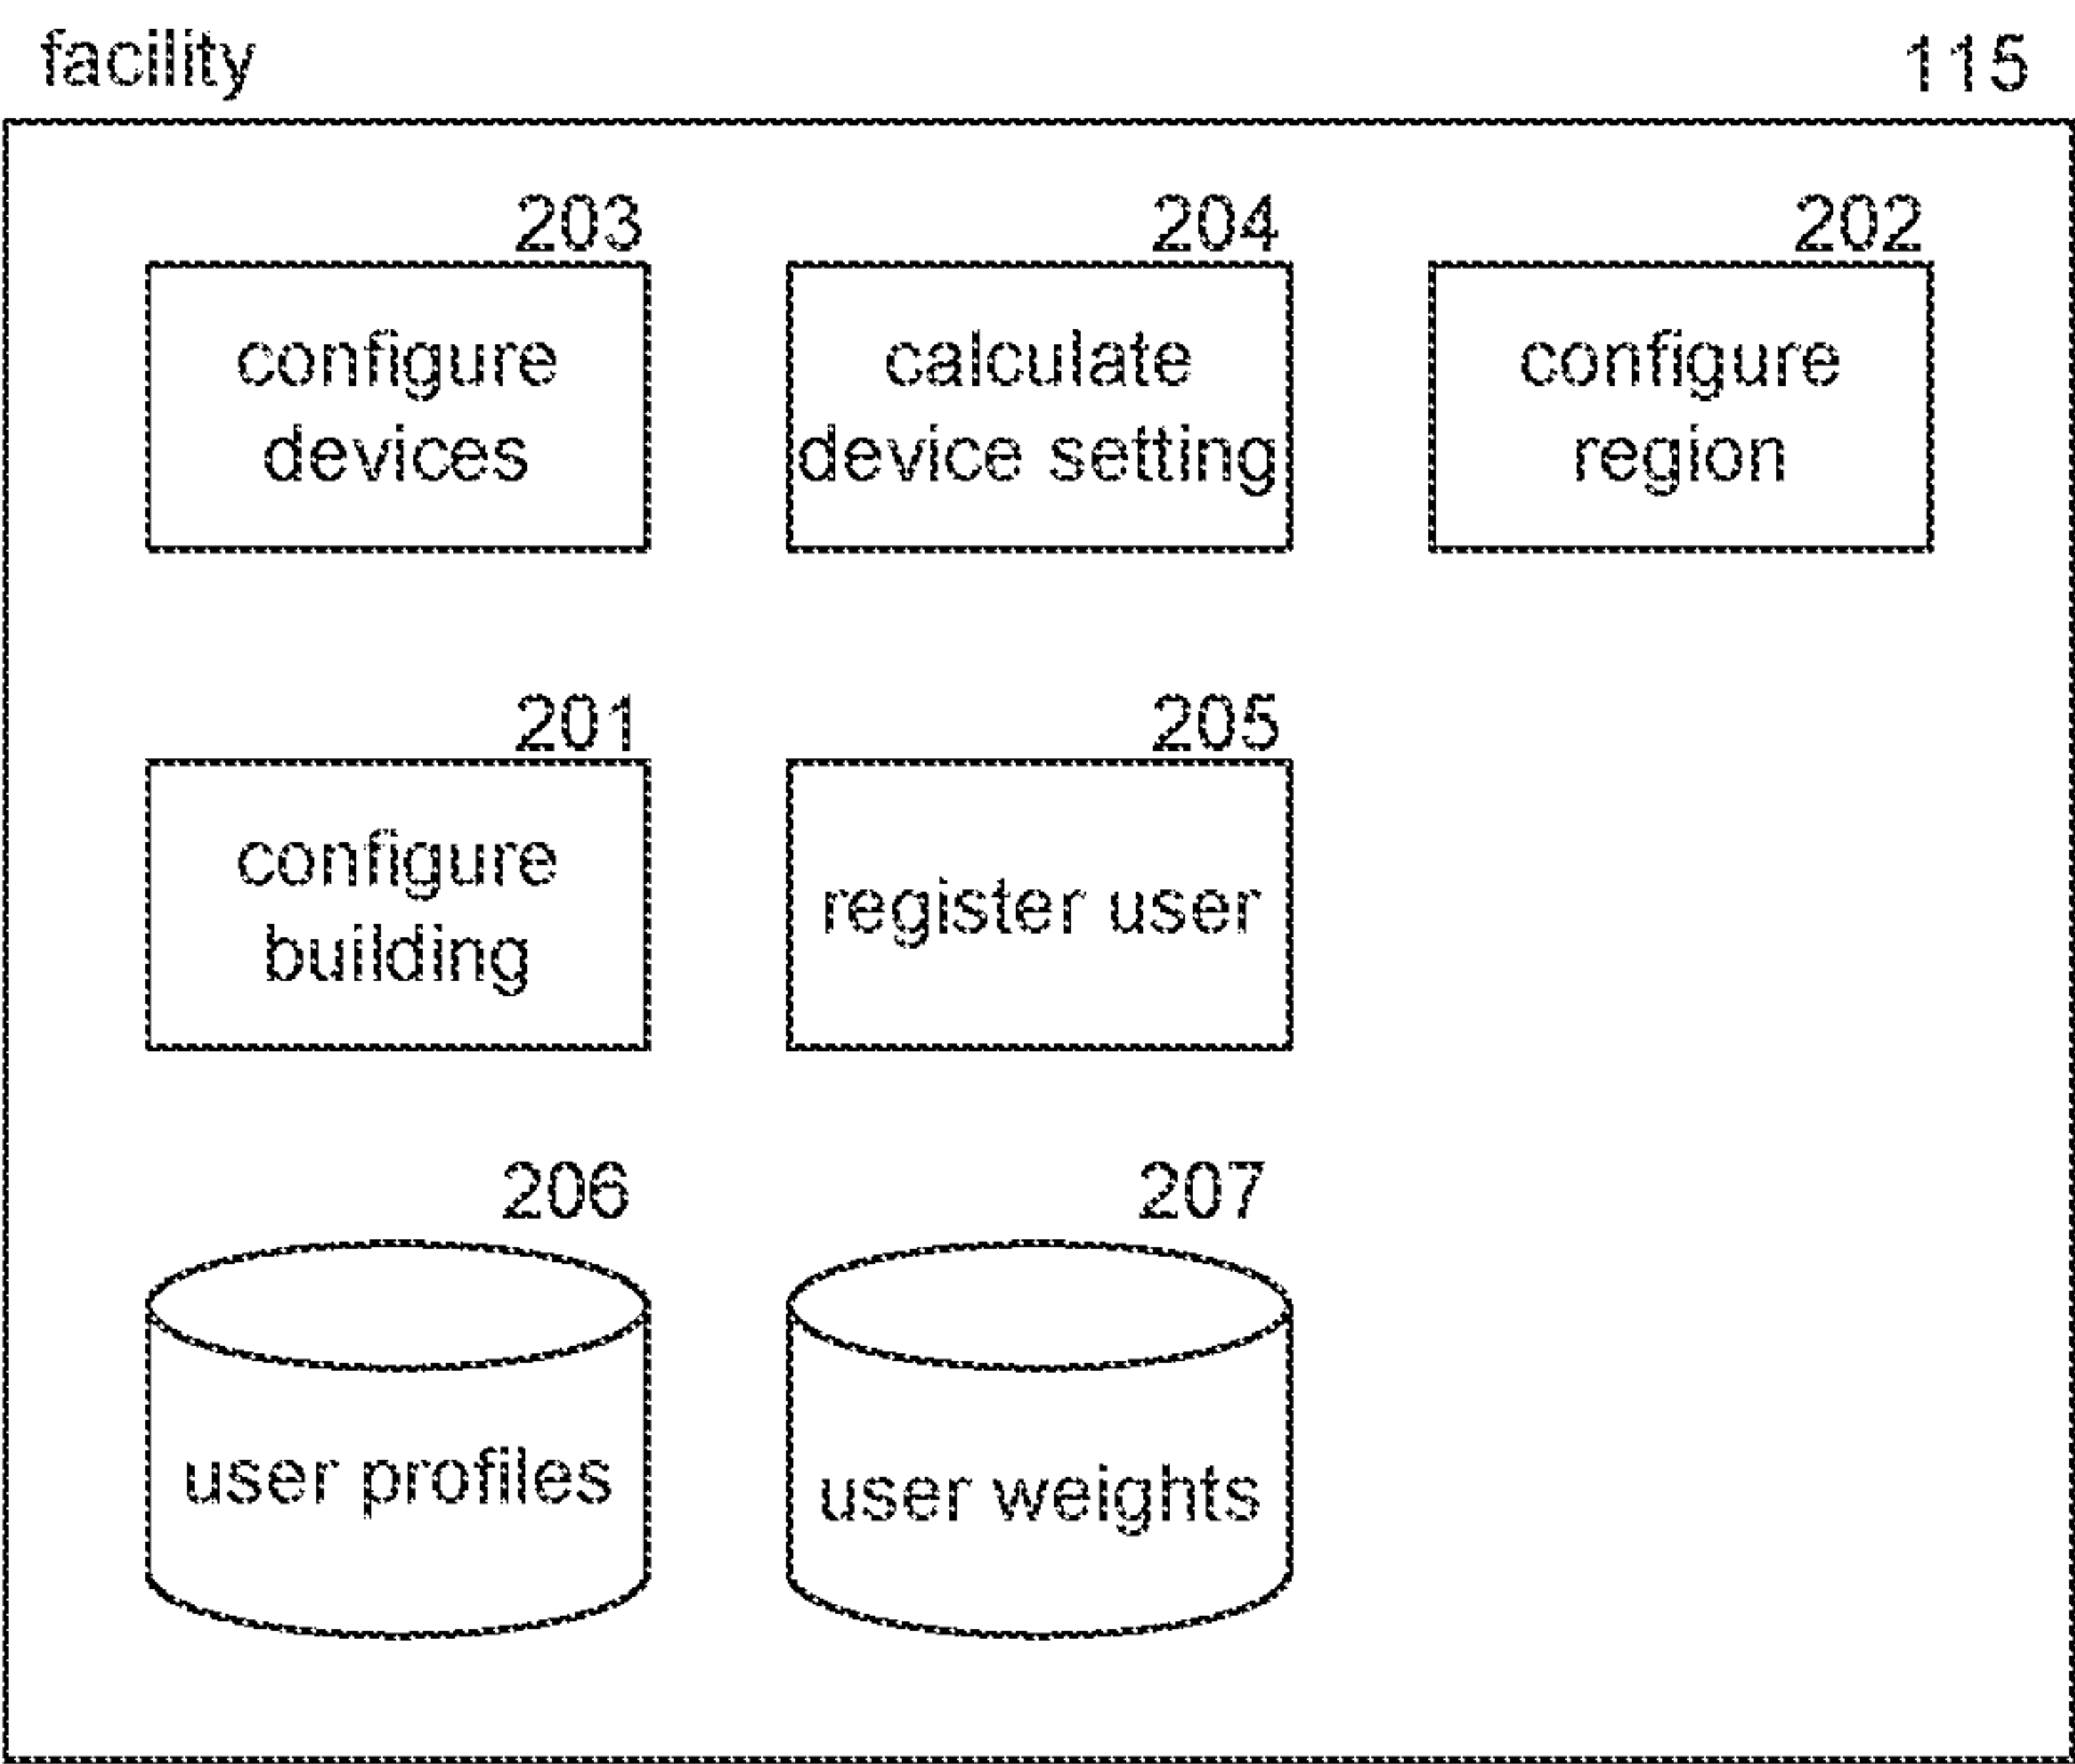 facility 115
203 204 202
configure calculate configure
devices device setting region
201 205
configure
building
register user
206 207
user profiles
user weights